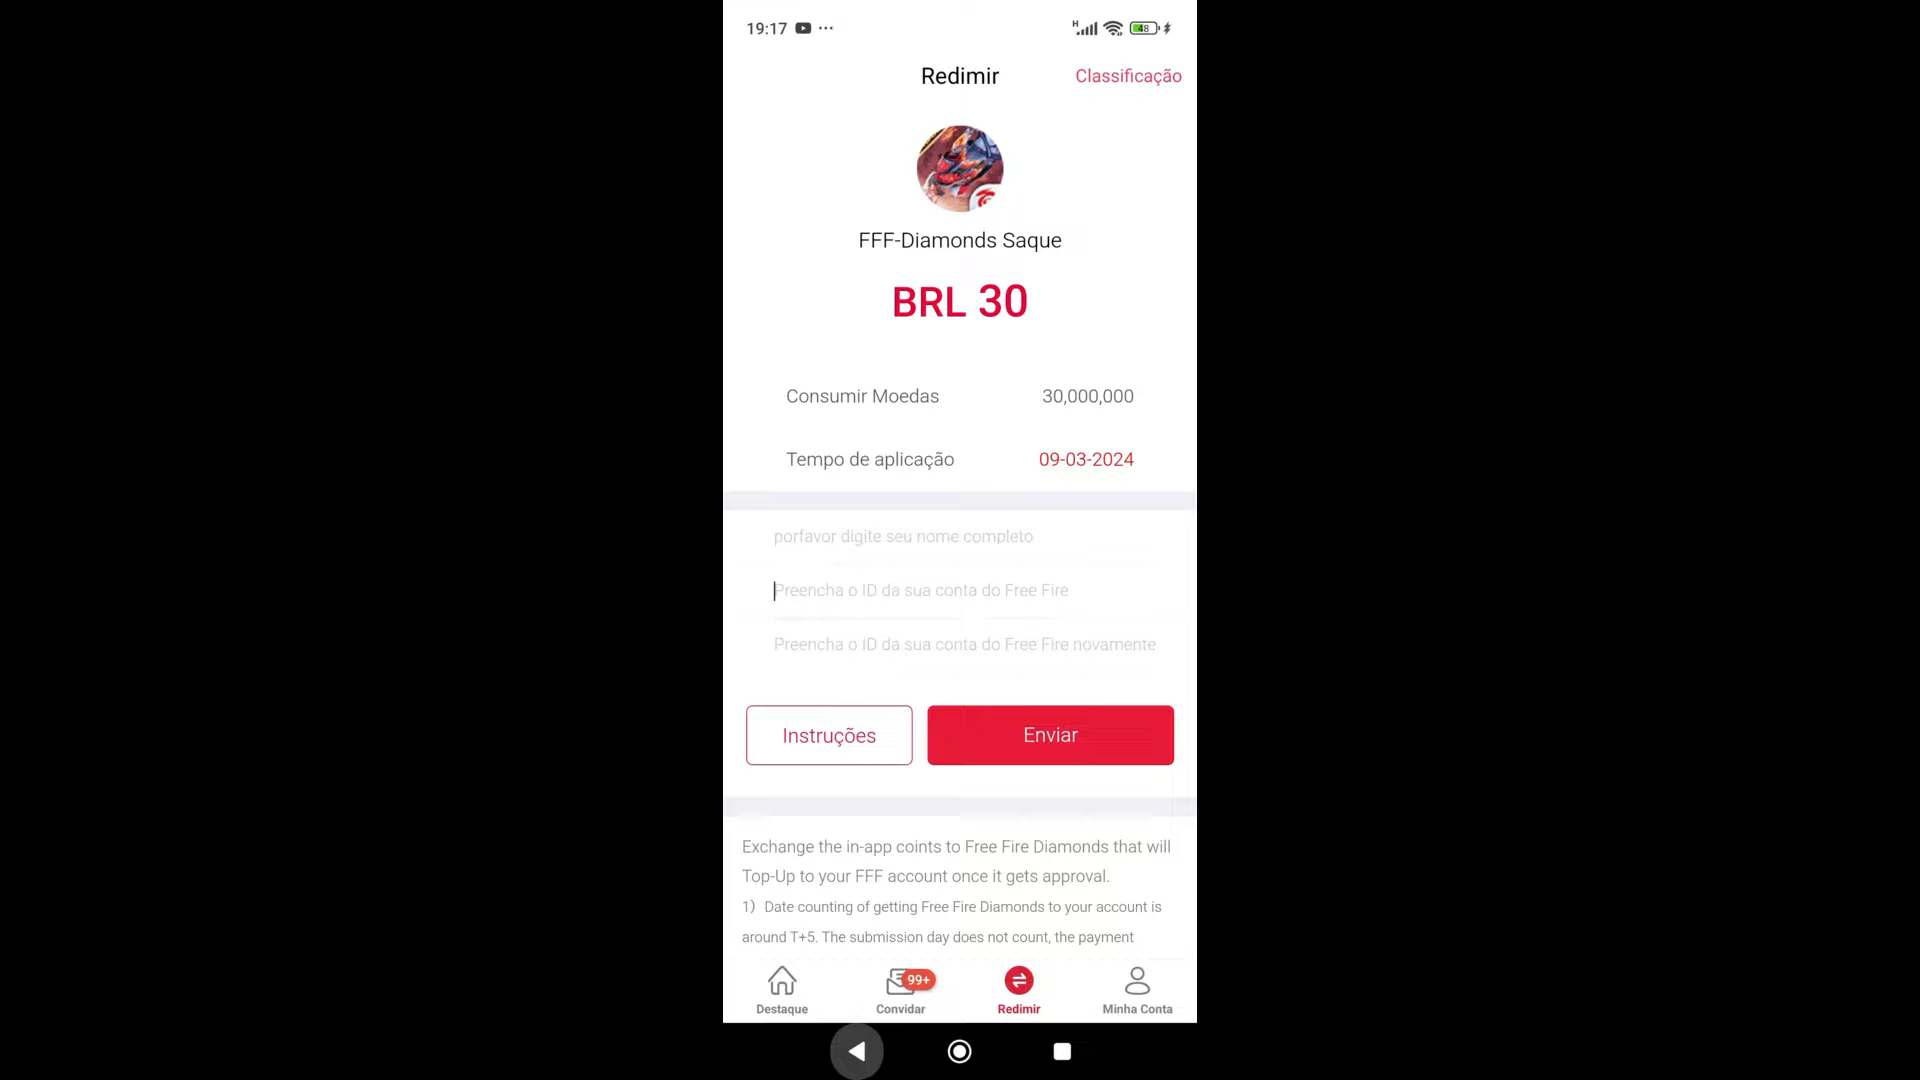 19:17
H
48
Redimir
Classificação
FFF-Diamonds Saque
BRL 30
Consumir Moedas 30,000,000
Tempo de aplicação 09-03-2024
porfavor digite seu nome completo
Preencha o ID da sua conta do Free Fire
Preencha o ID da sua conta do Free Fire novamente
Instruções
Enviar
Exchange the in-app coints to Free Fire Diamonds that will
Top-Up to your FFF account once it gets approval.
1) Date counting of getting Free Fire Diamonds to your account is
around T+5. The submission day does not count, the payment
99+
Destaque
Convidar
Redimir
Minha Conta